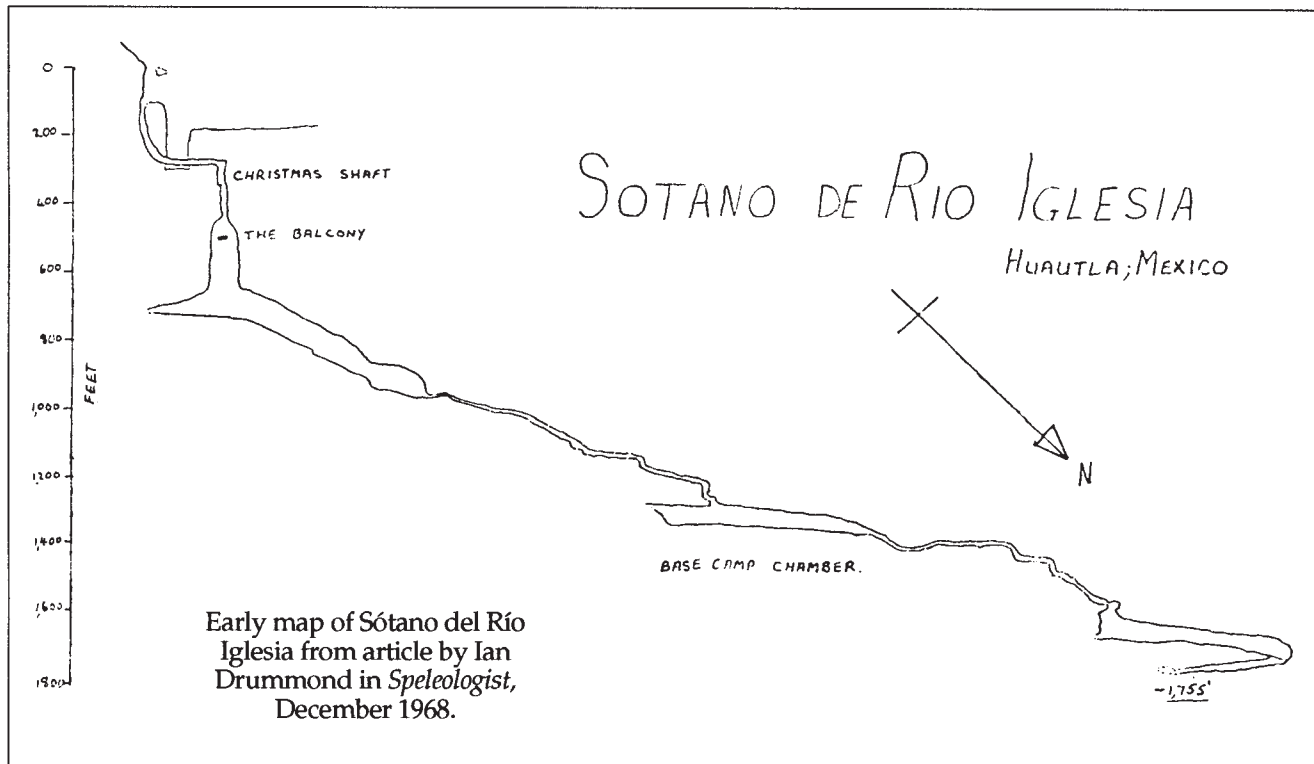 0
200
400
600
800
1,000
1,200
1,400
1,600
1,800
FEET
CHRISTMAS SHAFT
THE BALCONY
SOTANO DE RIO IGLESIA
HUAUTLA; MEXICO
N
BASE CAMP CHAMBER.
-1,755'
Early map of Sótano del Río
Iglesia from article by Ian
Drummond in Speleologist,
December 1968.